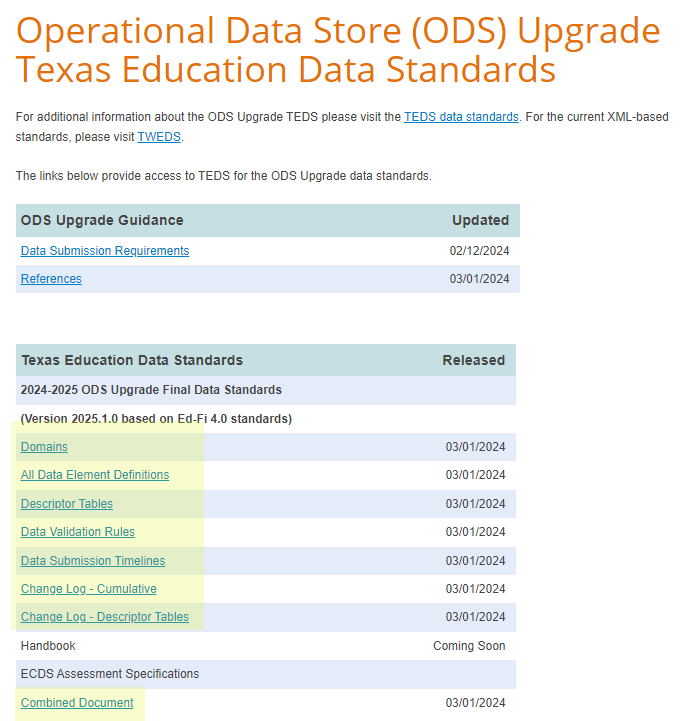 Operational Data Store (ODS) Upgrade
Texas Education Data Standards
For additional information about the ODS Upgrade TEDS please visit the TEDS data standards. For the current XML-based
standards, please visit TWEDS.
The links below provide access to TEDS for the ODS Upgrade data standards.
ODS Upgrade Guidance Updated
Data Submission Requirements 02/12/2024
References 03/01/2024
Texas Education Data Standards Released
2024-2025 ODS Upgrade Final Data Standards
(Version 2025.1.0 based on Ed-Fi 4.0 standards)
Domains 03/01/2024
All Data Element Definitions 03/01/2024
Descriptor Tables 03/01/2024
Data Validation Rules 03/01/2024
Data Submission Timelines 03/01/2024
Change Log - Cumulative 03/01/2024
Change Log - Descriptor Tables 03/01/2024
Handbook Coming Soon
ECDS Assessment Specifications
Combined Document 03/01/2024